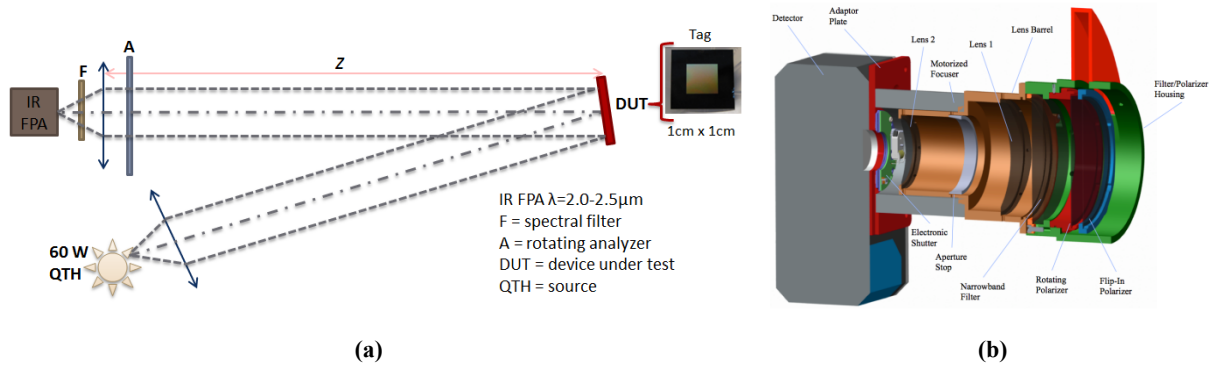 A
F
Z
IR
FPA
Tag
DUT
1cm x 1cm
IR FPA λ=2.0-2.5µm
F = spectral filter
A = rotating analyzer
DUT = device under test
QTH = source
60 W
QTH
(a)
Detector
Adaptor
Plate
Lens 2
Motorized
Focuser
Lens 1
Lens Barrel
Filter/Polarizer
Housing
Electronic
Shutter
Aperture
Stop
Narrowband
Filter
Rotating
Polarizer
Flip-In
Polarizer
(b)